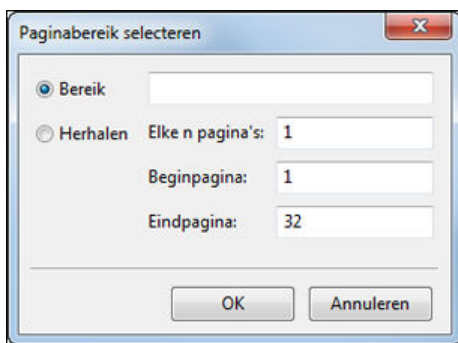 Paginabereik selecteren
Bereik
Herhalen Elke n pagina's: 1
Beginpagina: 1
Eindpagina: 32
OK Annuleren